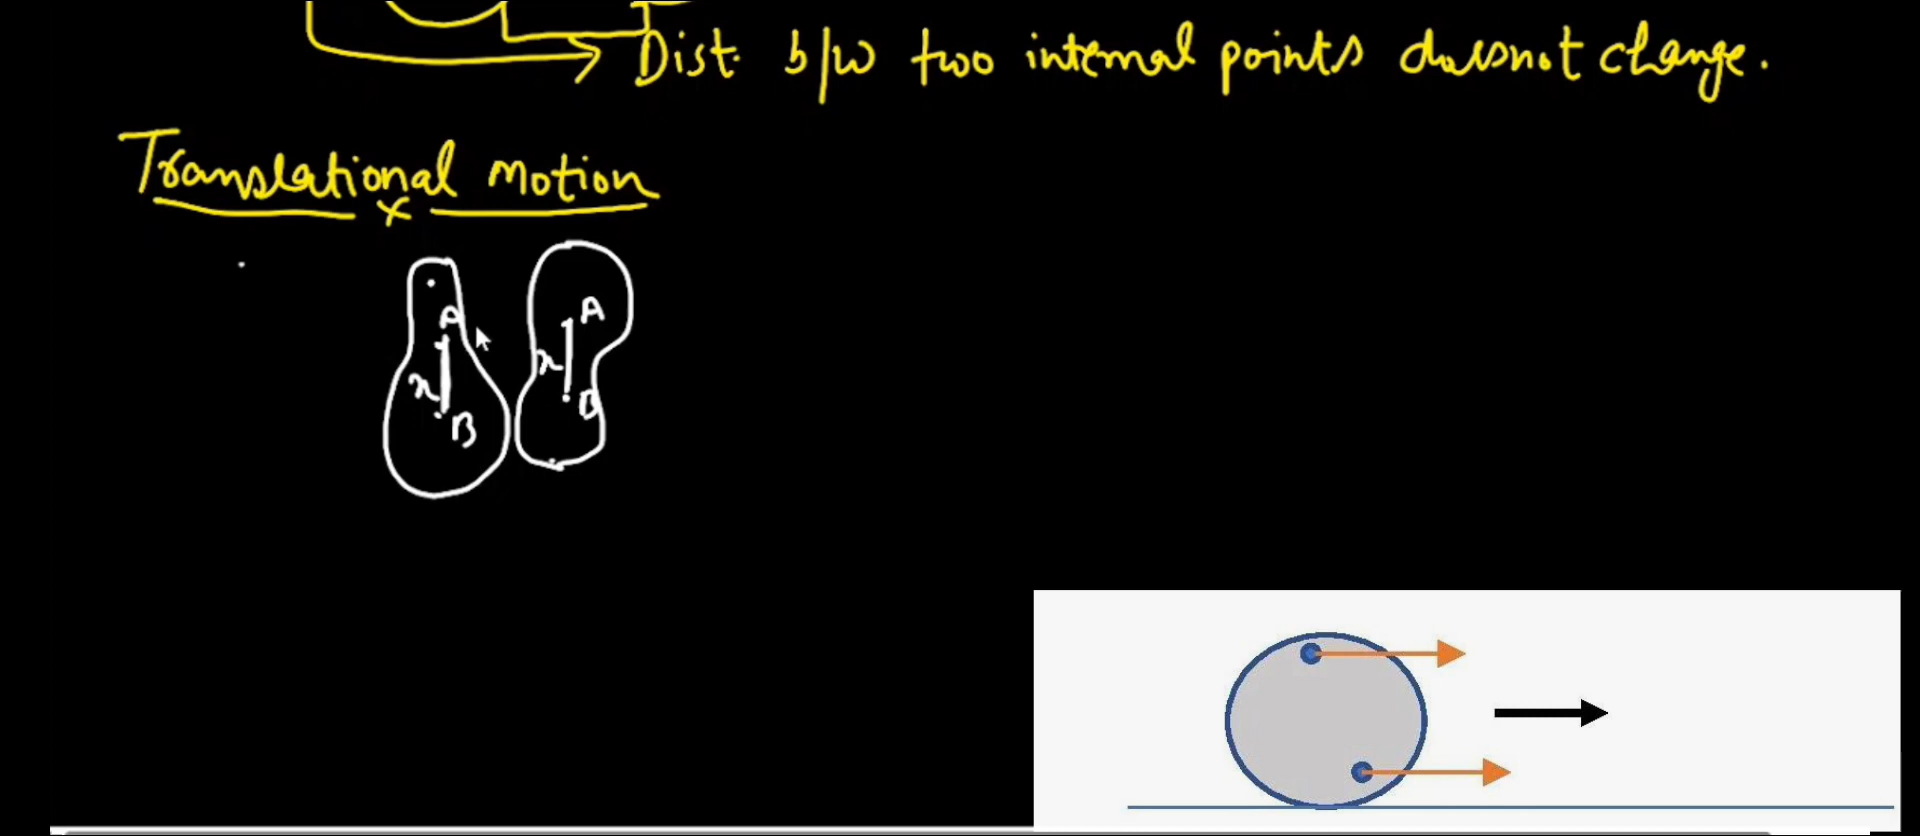 Dist. b/w two internal points doesnot change.
Translational Motion
x
A
A
x
x
B
B